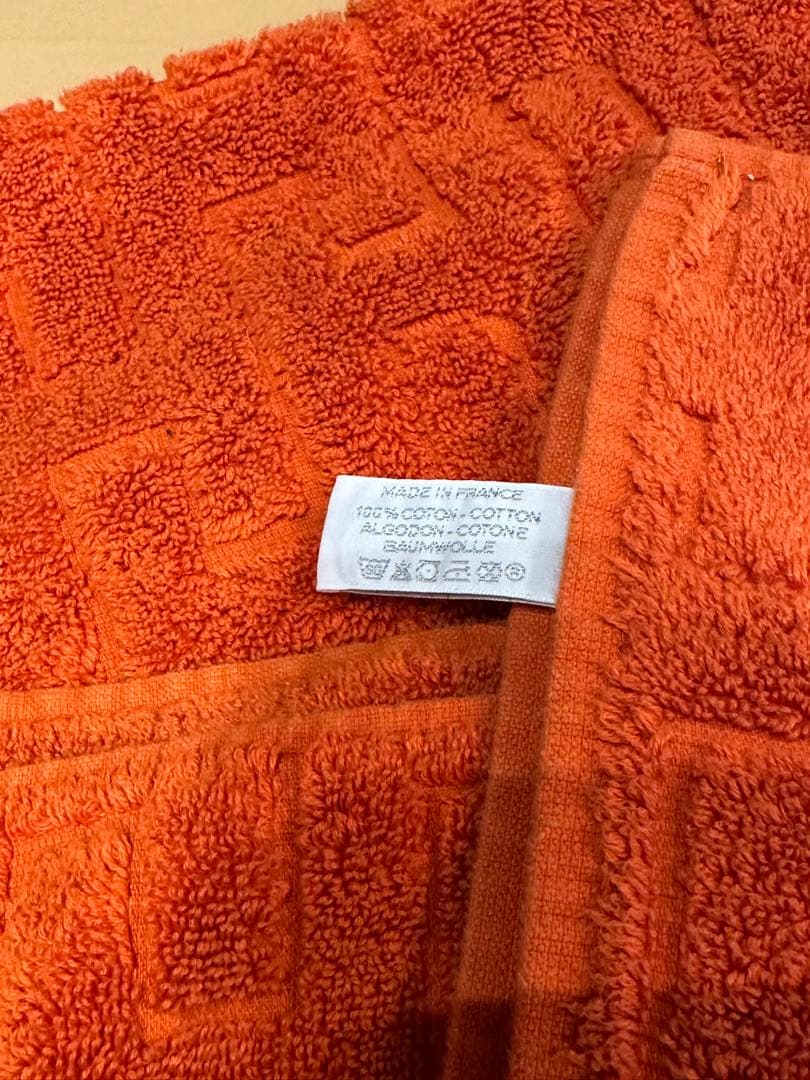 MADE IN FRANCE
100% COTON - COTTON
ALGODON - COTONE
BAUMWOLLE